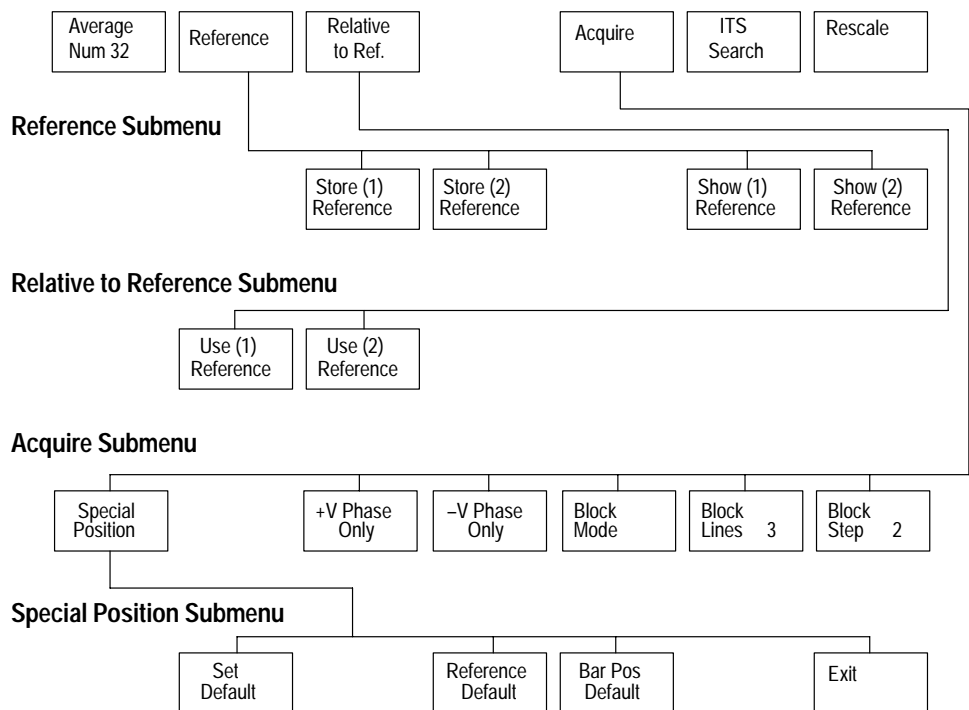 Average
Num 32
Reference
Relative
to Ref.
Acquire
ITS
Search
Rescale
Reference Submenu
Store (1)
Reference
Store (2)
Reference
Show (1)
Reference
Show (2)
Reference
Relative to Reference Submenu
Use (1)
Reference
Use (2)
Reference
Acquire Submenu
Special
Position
+V Phase
Only
–V Phase
Only
Block
Mode
Block
Lines 3
Block
Step 2
Special Position Submenu
Set
Default
Reference
Default
Bar Pos
Default
Exit